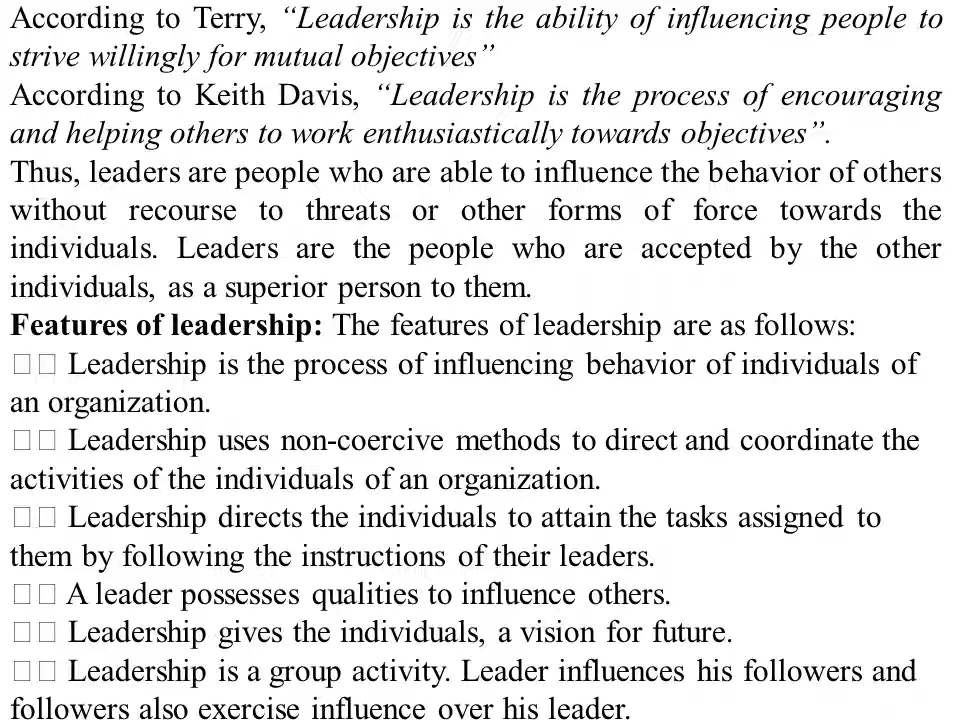 According to Terry, “Leadership is the ability of influencing people to
strive willingly for mutual objectives”
According to Keith Davis, “Leadership is the process of encouraging
and helping others to work enthusiastically towards objectives”.
Thus, leaders are people who are able to influence the behavior of others
without recourse to threats or other forms of force towards the
individuals. Leaders are the people who are accepted by the other
individuals, as a superior person to them.
Features of leadership: The features of leadership are as follows:
□□ Leadership is the process of influencing behavior of individuals of
an organization.
□□ Leadership uses non-coercive methods to direct and coordinate the
activities of the individuals of an organization.
□□ Leadership directs the individuals to attain the tasks assigned to
them by following the instructions of their leaders.
□□ A leader possesses qualities to influence others.
□□ Leadership gives the individuals, a vision for future.
□□ Leadership is a group activity. Leader influences his followers and
followers also exercise influence over his leader.